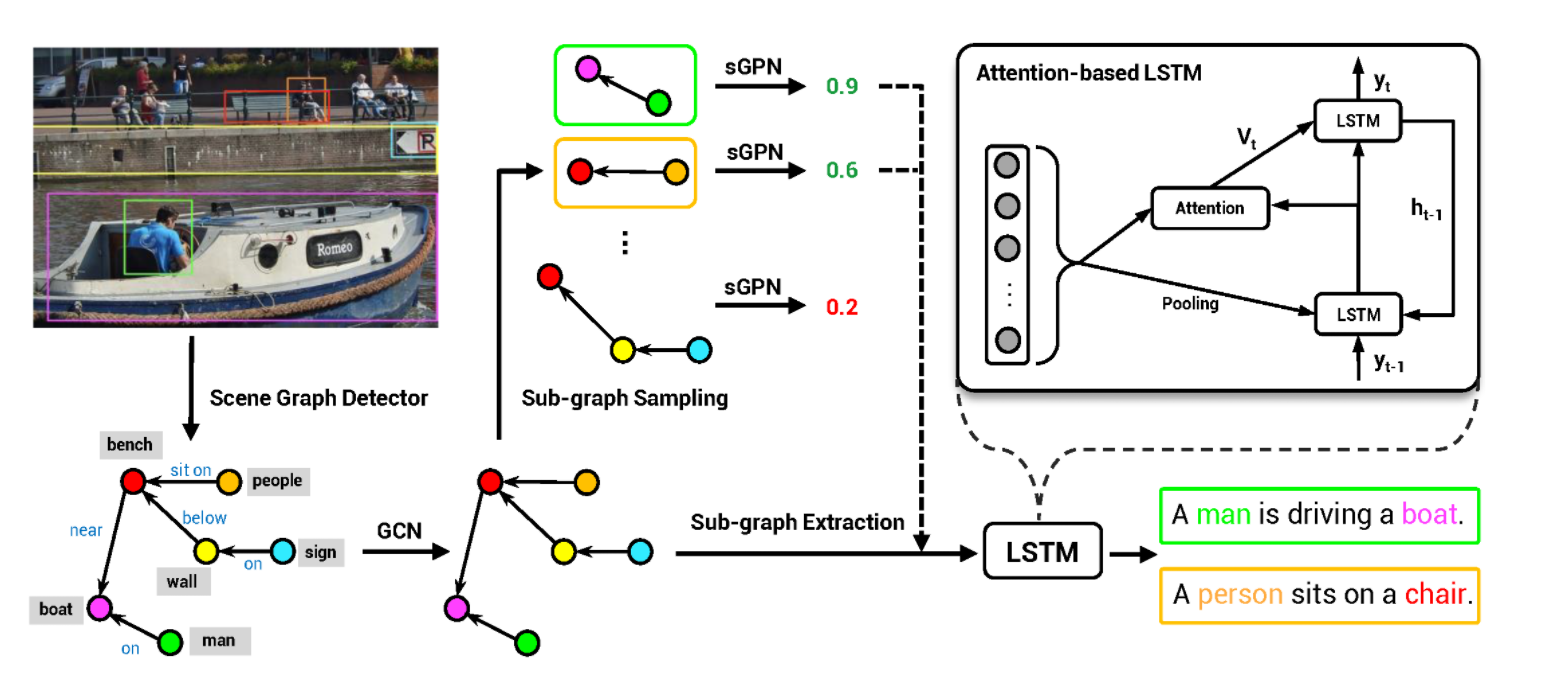 R
Romeo
Scene Graph Detector
bench
sit on
people
near
below
sign
on
wall
boat
on
man
GCN
sGPN
0.9
sGPN
0.6
⋮
sGPN
0.2
Sub-graph Sampling
Sub-graph Extraction
Attention-based LSTM
yt
LSTM
Vt
Attention
ht-1
Pooling
LSTM
yt-1
LSTM
A man is driving a boat.
A person sits on a chair.